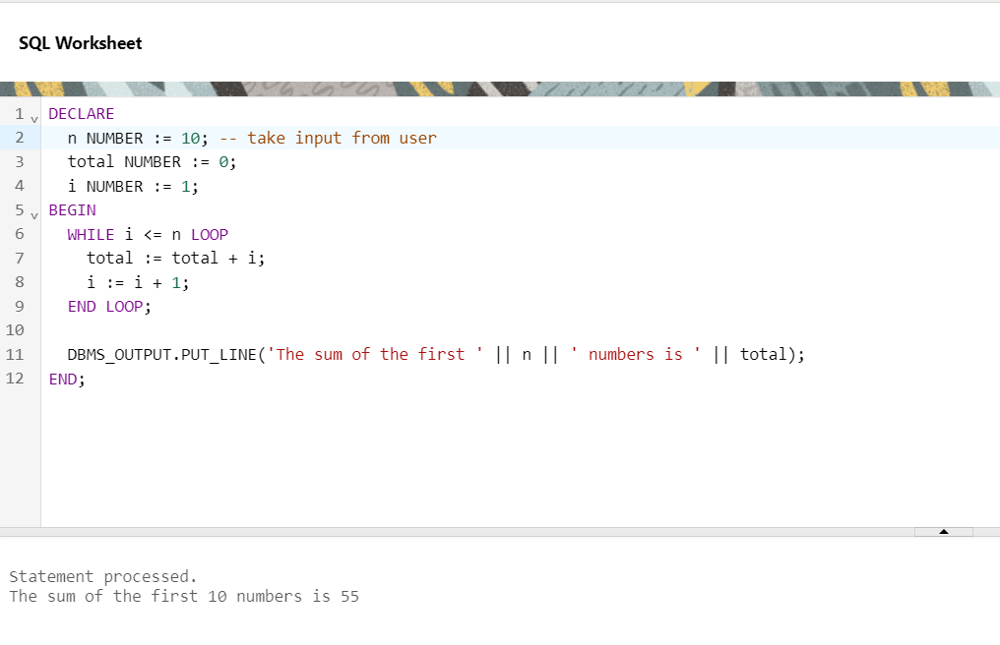 SQL Worksheet
1 DECLARE
2 n NUMBER := 10; -- take input from user
3 total NUMBER := 0;
4 i NUMBER := 1;
5 BEGIN
6 WHILE i <= n LOOP
7 total := total + i;
8 i := i + 1;
9 END LOOP;
10
11 DBMS_OUTPUT.PUT_LINE('The sum of the first ' || n || ' numbers is ' || total);
12 END;
Statement processed.
The sum of the first 10 numbers is 55